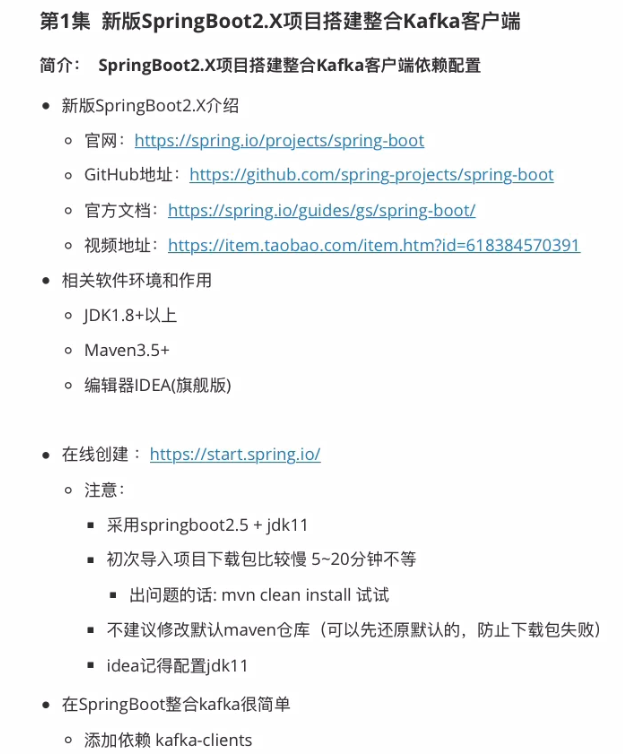 第1集 新版SpringBoot2.X项目搭建整合Kafka客户端
简介： SpringBoot2.X项目搭建整合Kafka客户端依赖配置
新版SpringBoot2.X介绍
官网：https://spring.io/projects/spring-boot
GitHub地址：https://github.com/spring-projects/spring-boot
官方文档：https://spring.io/guides/gs/spring-boot/
视频地址：https://item.taobao.com/item.htm?id=618384570391
相关软件环境和作用
JDK1.8+以上
Maven3.5+
编辑器IDEA(旗舰版)
在线创建 ：https://start.spring.io/
注意：
采用springboot2.5 + jdk11
初次导入项目下载包比较慢 5~20分钟不等
出问题的话: mvn clean install 试试
不建议修改默认maven仓库（可以先还原默认的，防止下载包失败）
idea记得配置jdk11
在SpringBoot整合kafka很简单
添加依赖 kafka-clients